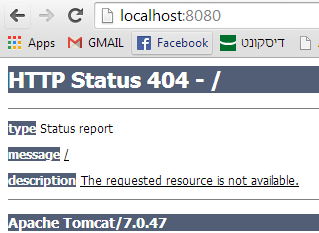 localhost:8080
Apps GMAIL Facebook דיסקונט
HTTP Status 404 - /
type Status report
message /
description The requested resource is not available.
Apache Tomcat/7.0.47